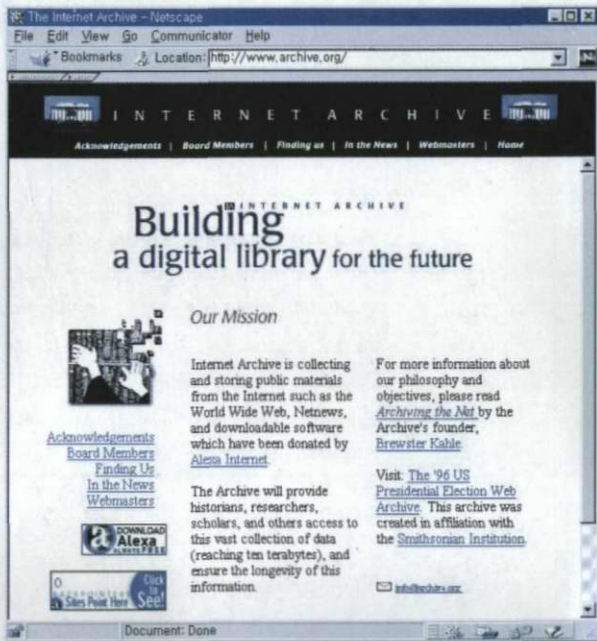 The Internet Archive - Netscape
File Edit View Go Communicator Help
Bookmarks Location: http://www.archive.org/
INTERNET ARCHIVE
Acknowledgements | Board Members | Finding us | In the News | Webmasters | Home
INTERNET ARCHIVE
Building
a digital library for the future
Our Mission
Internet Archive is collecting
and storing public materials
from the Internet such as the
World Wide Web, Netnews,
and downloadable software
which have been donated by
Alexa Internet.
The Archive will provide
historians, researchers,
scholars, and others access to
this vast collection of data
(reaching ten terabytes), and
ensure the longevity of this
information.
For more information about
our philosophy and
objectives, please read
Archiving the Net by the
Archive's founder,
Brewster Kahle.
Visit: The '96 US
Presidential Election Web
Archive. This archive was
created in affiliation with
the Smithsonian Institution.
info@archive.org
Acknowledgements
Board Members
Finding Us
In the News
Webmasters
DOWNLOAD
Alexa
ALWAYS FREE
0
Sites Point Here
Click
to
See!
Document: Done